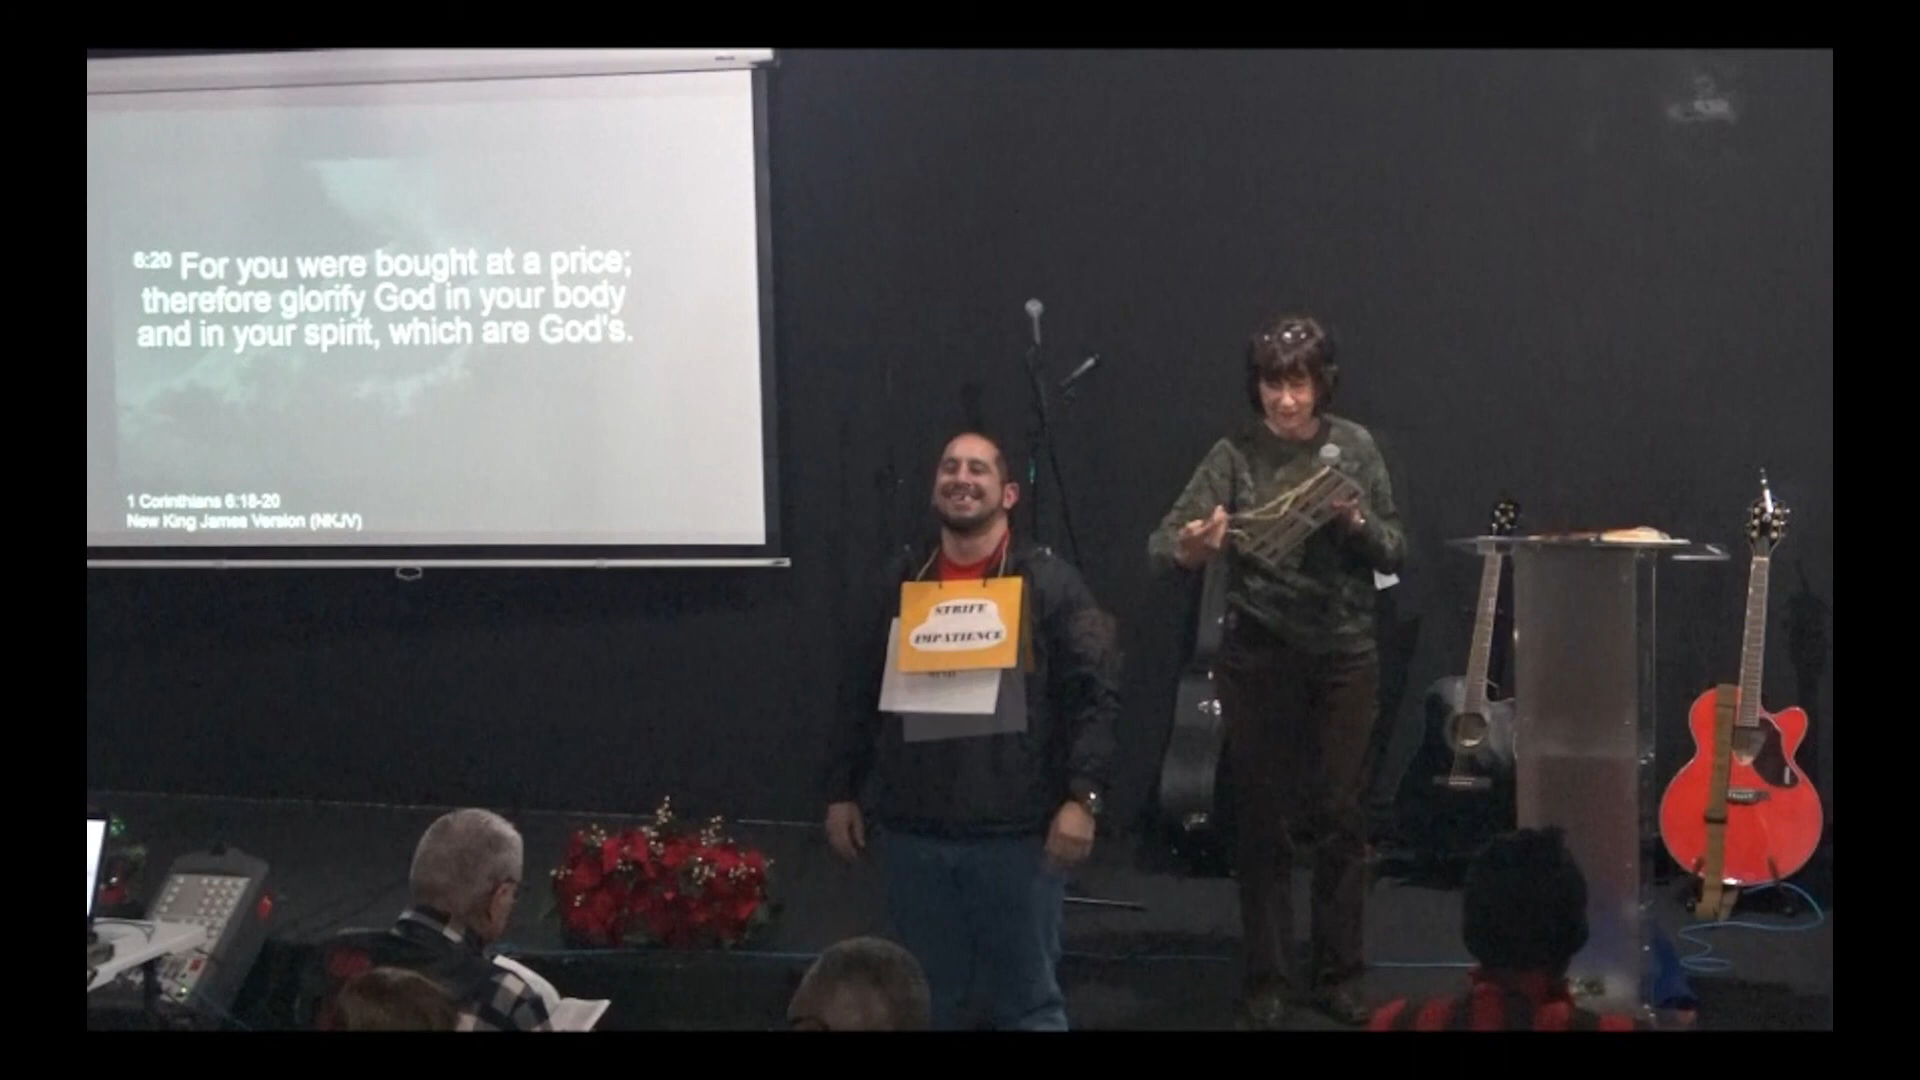 6:20 For you were bought at a price;
therefore glorify God in your body
and in your spirit, which are God's.
1 Corinthians 6:18-20
New King James Version (NKJV)
STRIFE
IMPATIENCE